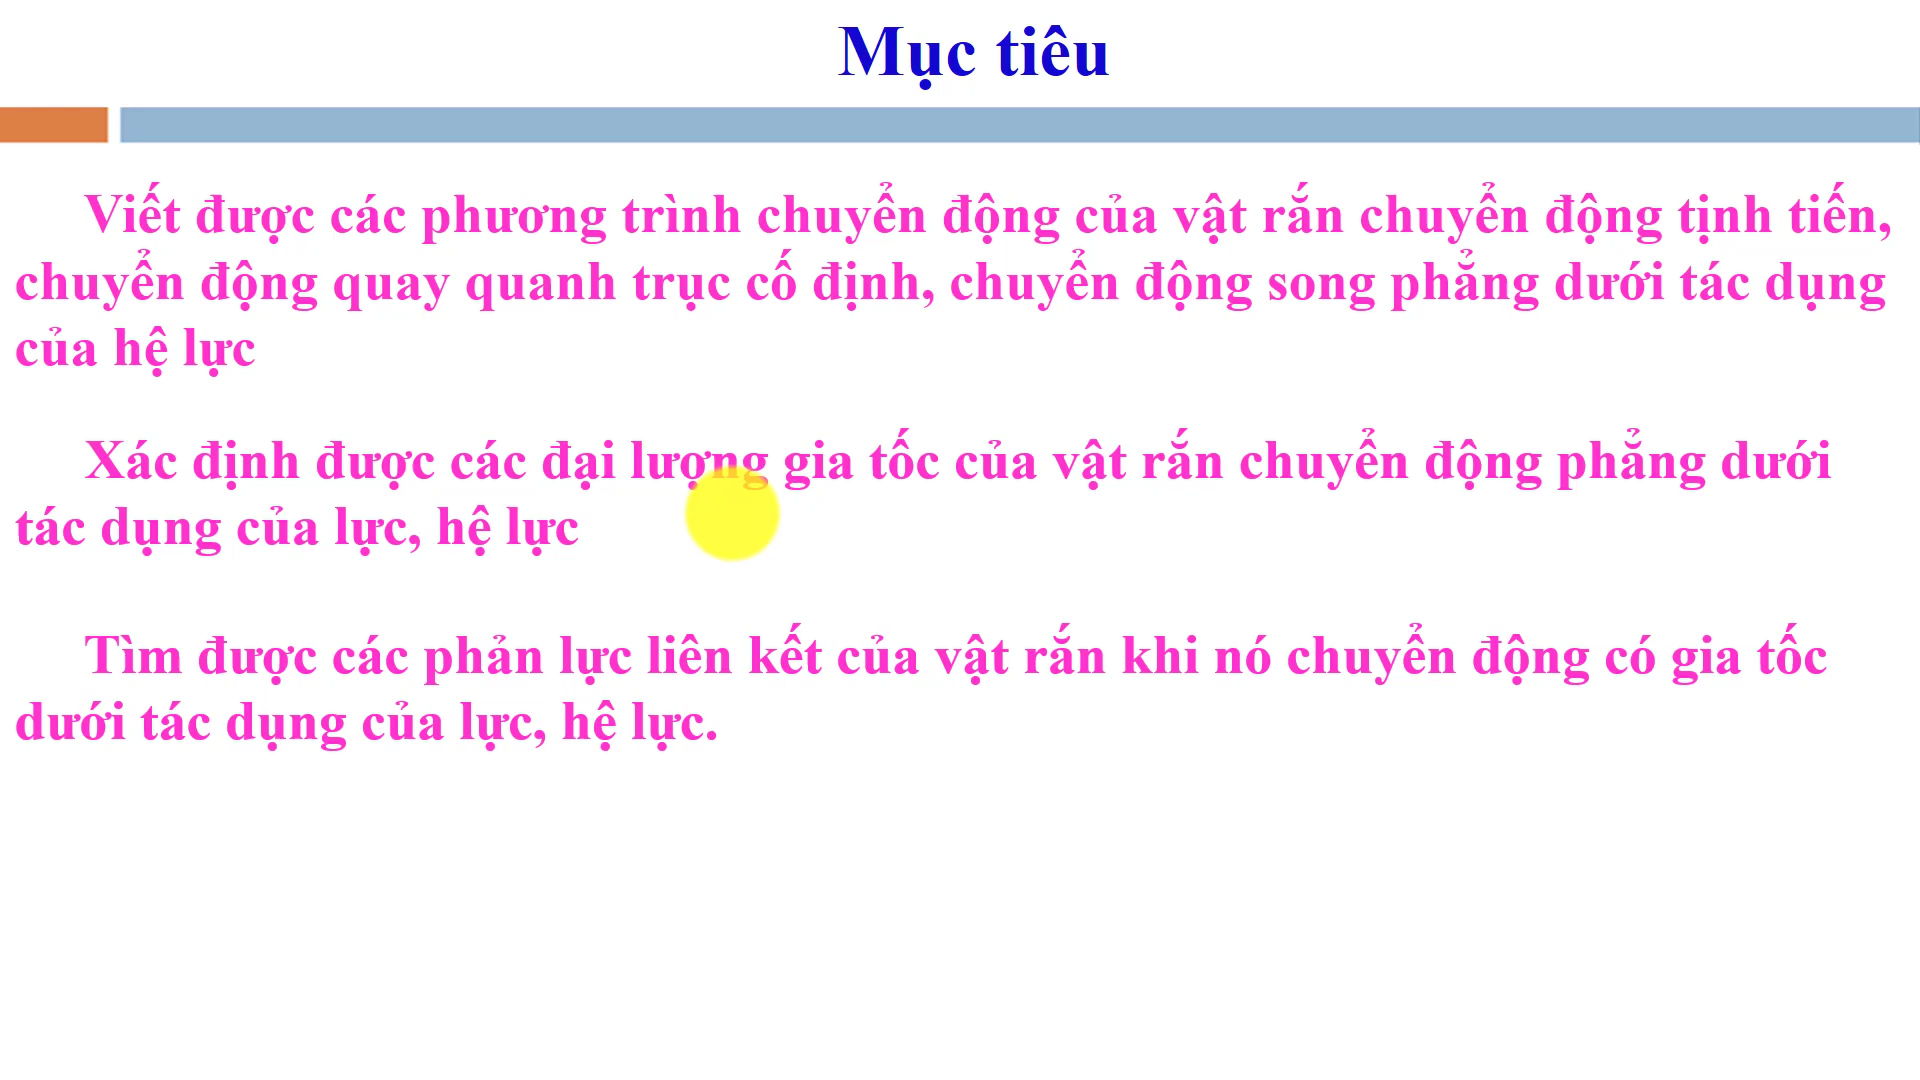 Mục tiêu
Viết được các phương trình chuyển động của vật rắn chuyển động tịnh tiến,
chuyển động quay quanh trục cố định, chuyển động song phẳng dưới tác dụng
của hệ lực
Xác định được các đại lượng gia tốc của vật rắn chuyển động phẳng dưới
tác dụng của lực, hệ lực
Tìm được các phản lực liên kết của vật rắn khi nó chuyển động có gia tốc
dưới tác dụng của lực, hệ lực.